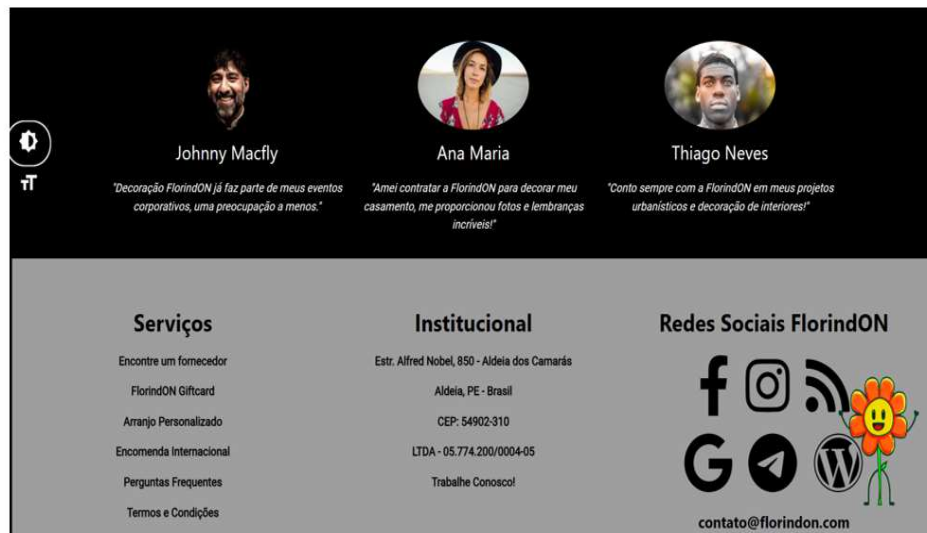 Johnny Macfly
"Decoração FlorindON já faz parte de meus eventos
corporativos, uma preocupação a menos."
Ana Maria
"Amei contratar a FlorindON para decorar meu
casamento, me proporcionou fotos e lembranças
incríveis!"
Thiago Neves
"Conto sempre com a FlorindON em meus projetos
urbanísticos e decoração de interiores!"
TT
Serviços
Encontre um fornecedor
FlorindON Giftcard
Arranjo Personalizado
Encomenda Internacional
Perguntas Frequentes
Termos e Condições
Institucional
Estr. Alfred Nobel, 850 - Aldeia dos Camarás
Aldeia, PE - Brasil
CEP: 54902-310
LTDA - 05.774.200/0004-05
Trabalhe Conosco!
Redes Sociais FlorindON
contato@florindon.com